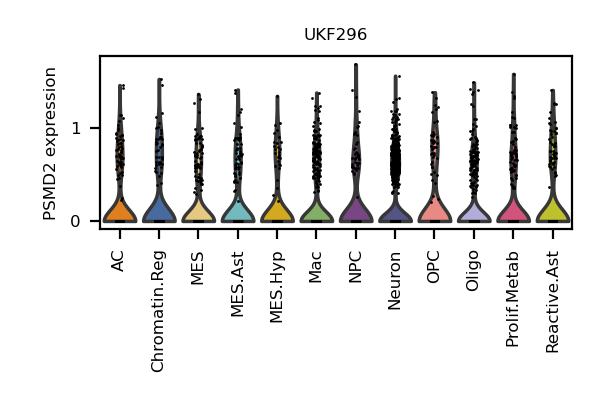 UKF296
PSMD2 expression
1
0
AC
Chromatin.Reg
MES
MES.Ast
MES.Hyp
Mac
NPC
Neuron
OPC
Oligo
Prolif.Metab
Reactive.Ast